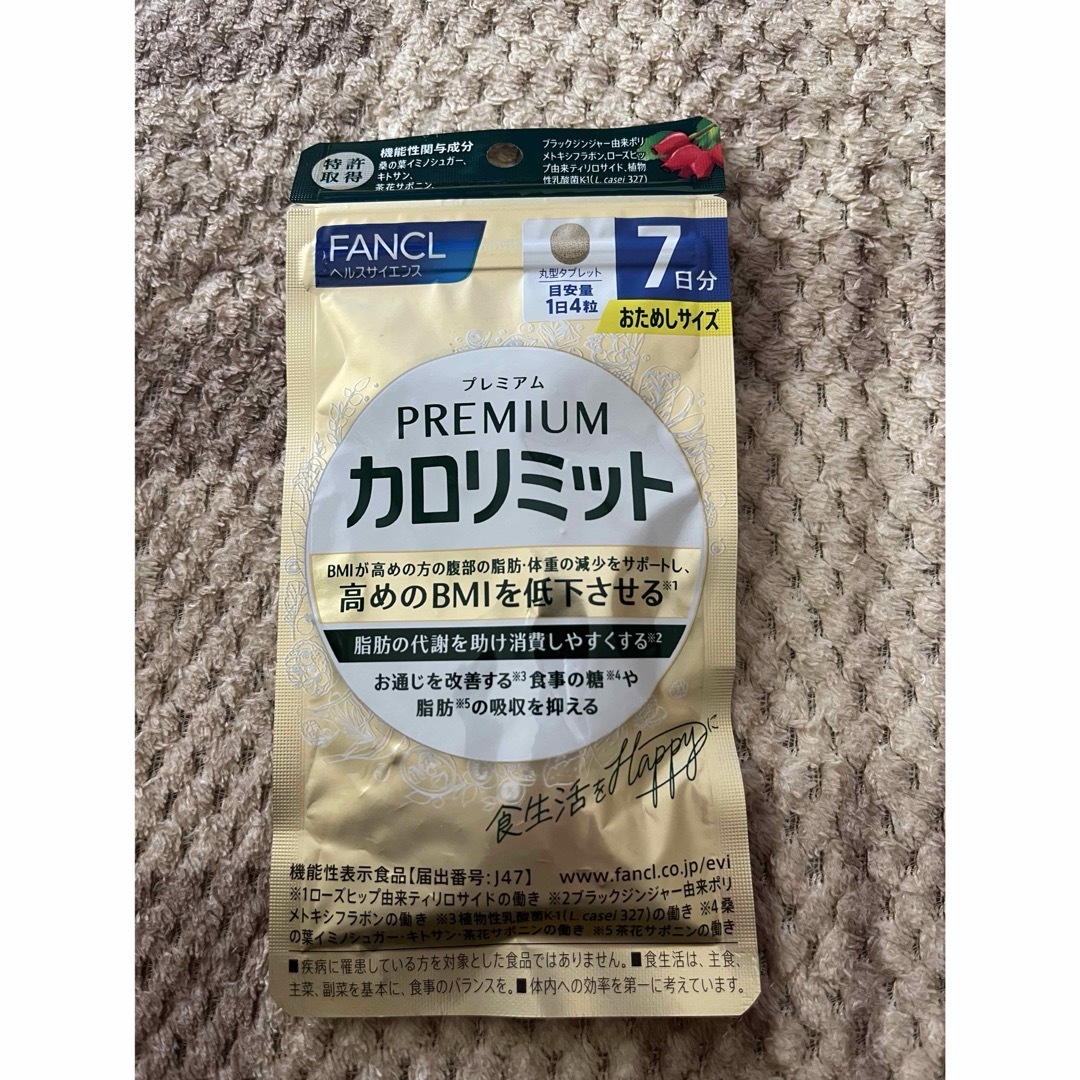 特許
取得
機能性関与成分
桑の葉イミノシュガー、
キトサン、
茶花サポニン、
ブラックジンジャー由来ポリ
メトキシフラボン、ローズヒッ
プ由来ティリロサイド、植物
性乳酸菌K-1(L. casei 327)
FANCL
ヘルスサイエンス
丸型タブレット
目安量
1日4粒
7日分
おためしサイズ
プレミアム
PREMIUM
カロリミット
BMIが高めの方の腹部の脂肪・体重の減少をサポートし、
高めのBMIを低下させる※1
脂肪の代謝を助け消費しやすくする※2
お通じを改善する※3食事の糖※4や
脂肪※5の吸収を抑える
食生活をHappyに
機能性表示食品【届出番号:J47】 www.fancl.co.jp/evi
※1ローズヒップ由来ティリロサイドの働き ※2ブラックジンジャー由来ポリ
メトキシフラボンの働き ※3植物性乳酸菌K-1(L. casei 327)の働き ※4桑
の葉イミノシュガー・キトサン・茶花サポニンの働き ※5茶花サポニンの働き
■疾病に罹患している方を対象とした食品ではありません。■食生活は、主食、
主菜、副菜を基本に、食事のバランスを。■体内への効率を第一に考えています。